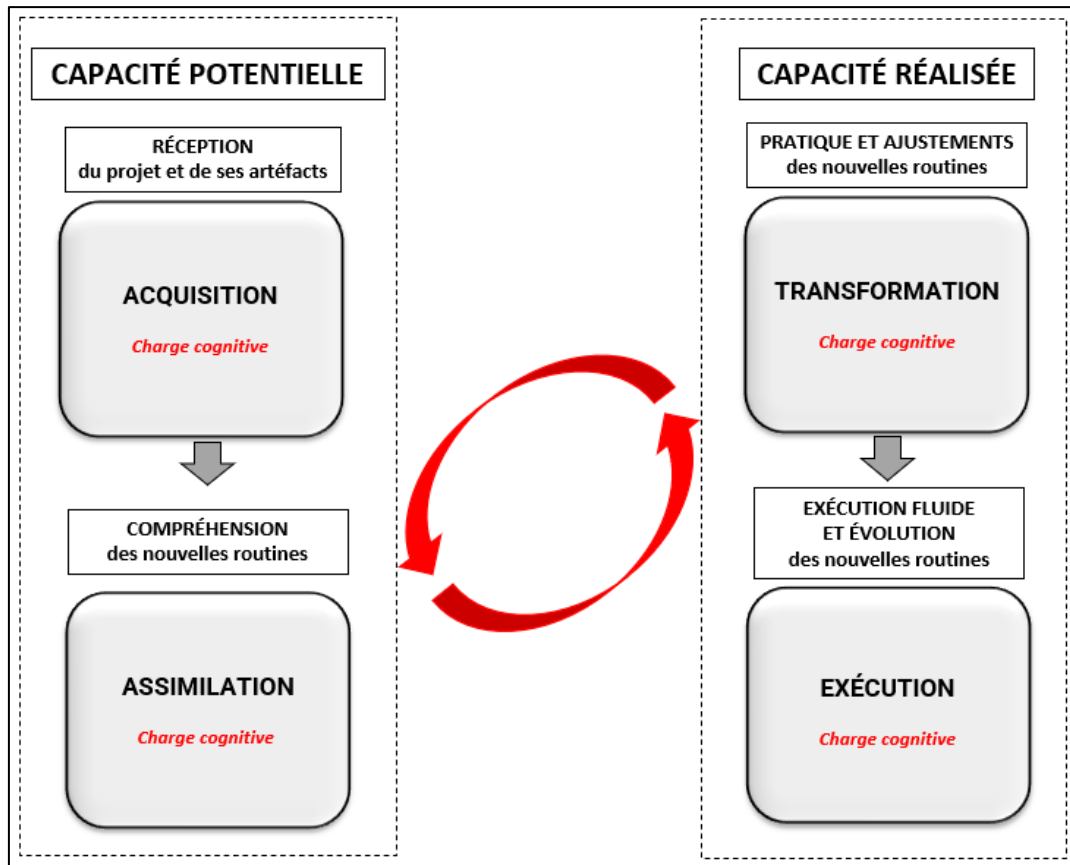 CAPACITÉ POTENTIELLE
RÉCEPTION
du projet et de ses artéfacts
ACQUISITION
Charge cognitive
COMPRÉHENSION
des nouvelles routines
ASSIMILATION
Charge cognitive
CAPACITÉ RÉALISÉE
PRATIQUE ET AJUSTEMENTS
des nouvelles routines
TRANSFORMATION
Charge cognitive
EXÉCUTION FLUIDE
ET ÉVOLUTION
des nouvelles routines
EXÉCUTION
Charge cognitive